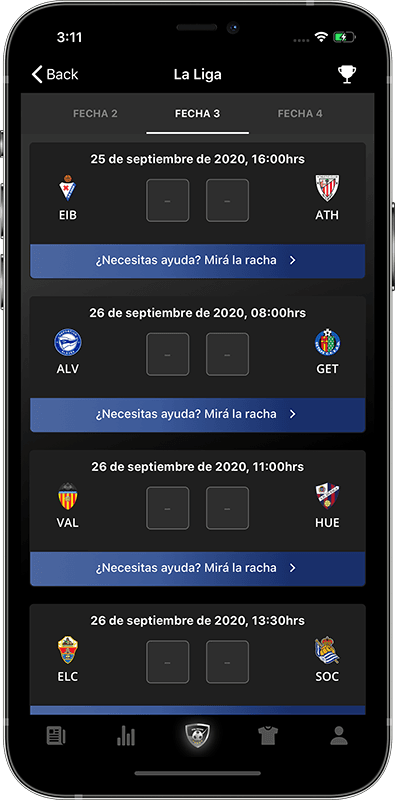 3:11
Back
La Liga
FECHA 2
FECHA 3
FECHA 4
25 de septiembre de 2020, 16:00hrs
EIB
-
-
ATH
¿Necesitas ayuda? Mirá la racha
26 de septiembre de 2020, 08:00hrs
ALV
-
-
GET
¿Necesitas ayuda? Mirá la racha
26 de septiembre de 2020, 11:00hrs
VAL
-
-
HUE
¿Necesitas ayuda? Mirá la racha
26 de septiembre de 2020, 13:30hrs
ELC
-
-
SOC